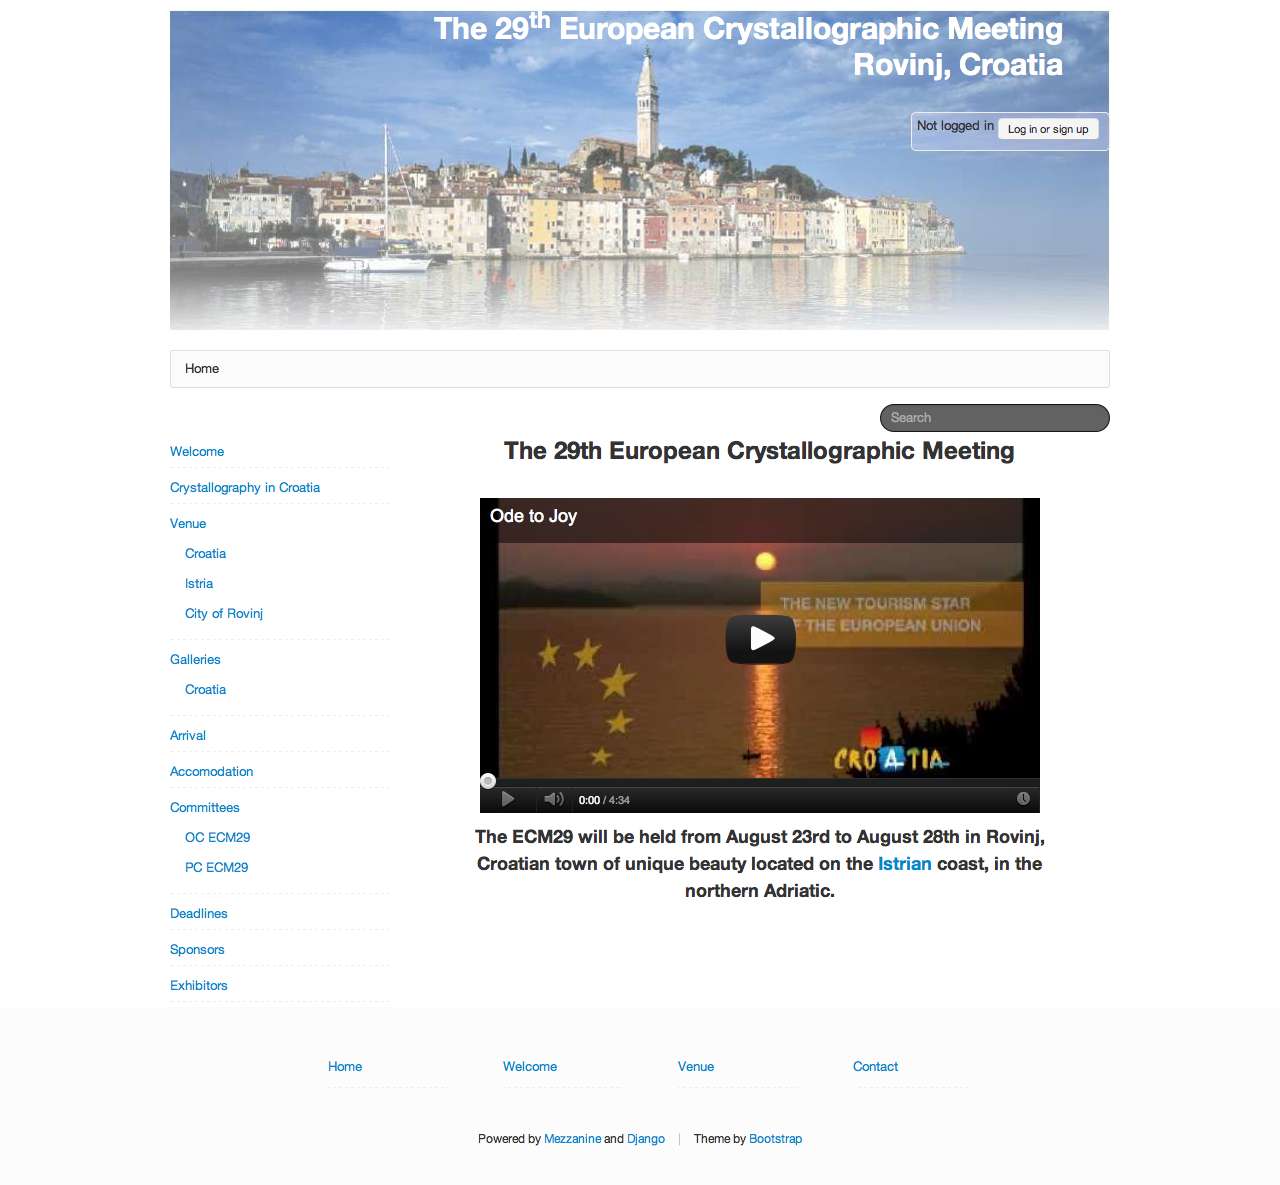 The 29th European Crystallographic Meeting
Rovinj, Croatia
Not logged in Log in or sign up
Home
Search
Welcome
Crystallography in Croatia
Venue
Croatia
Istria
City of Rovinj
Galleries
Croatia
Arrival
Accomodation
Committees
OC ECM29
PC ECM29
Deadlines
Sponsors
Exhibitors
The 29th European Crystallographic Meeting
Ode to Joy
THE NEW TOURISM STAR
OF THE EUROPEAN UNION
CROATIA
0:00 / 4:34
The ECM29 will be held from August 23rd to August 28th in Rovinj,
Croatian town of unique beauty located on the Istrian coast, in the
northern Adriatic.
Home Welcome Venue Contact
Powered by Mezzanine and Django | Theme by Bootstrap